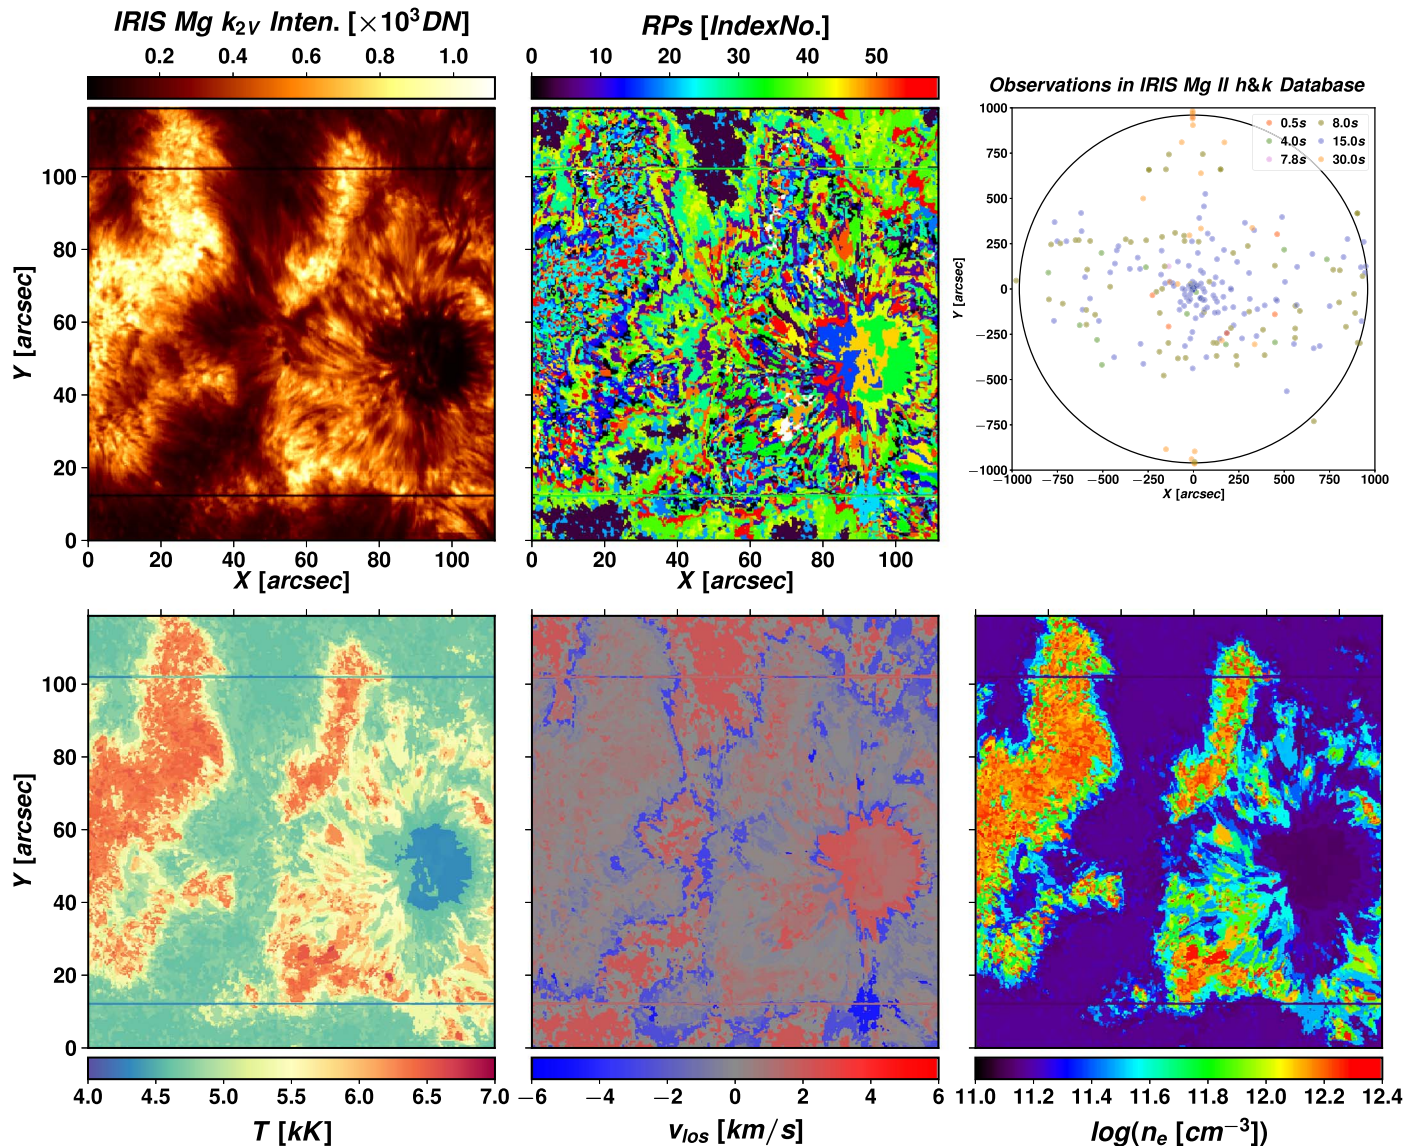 IRIS Mg k2V Inten. [×10³DN]
0.2 0.4 0.6 0.8 1.0
RPs [IndexNo.]
0 10 20 30 40 50
Observations in IRIS Mg II h&k Database
0.5s 8.0s
4.0s 15.0s
7.8s 30.0s
1000
750
500
250
0
−250
−500
−750
−1000
Y [arcsec]
−1000 −750 −500 −250 0 250 500 750 1000
X [arcsec]
100
80
60
40
20
0
Y [arcsec]
0 20 40 60 80 100
X [arcsec]
0 20 40 60 80 100
X [arcsec]
100
80
60
40
20
0
Y [arcsec]
4.0 4.5 5.0 5.5 6.0 6.5 7.0
T [kK]
−6 −4 −2 0 2 4 6
vlos [km/s]
11.0 11.2 11.4 11.6 11.8 12.0 12.2 12.4
log(ne [cm⁻³])